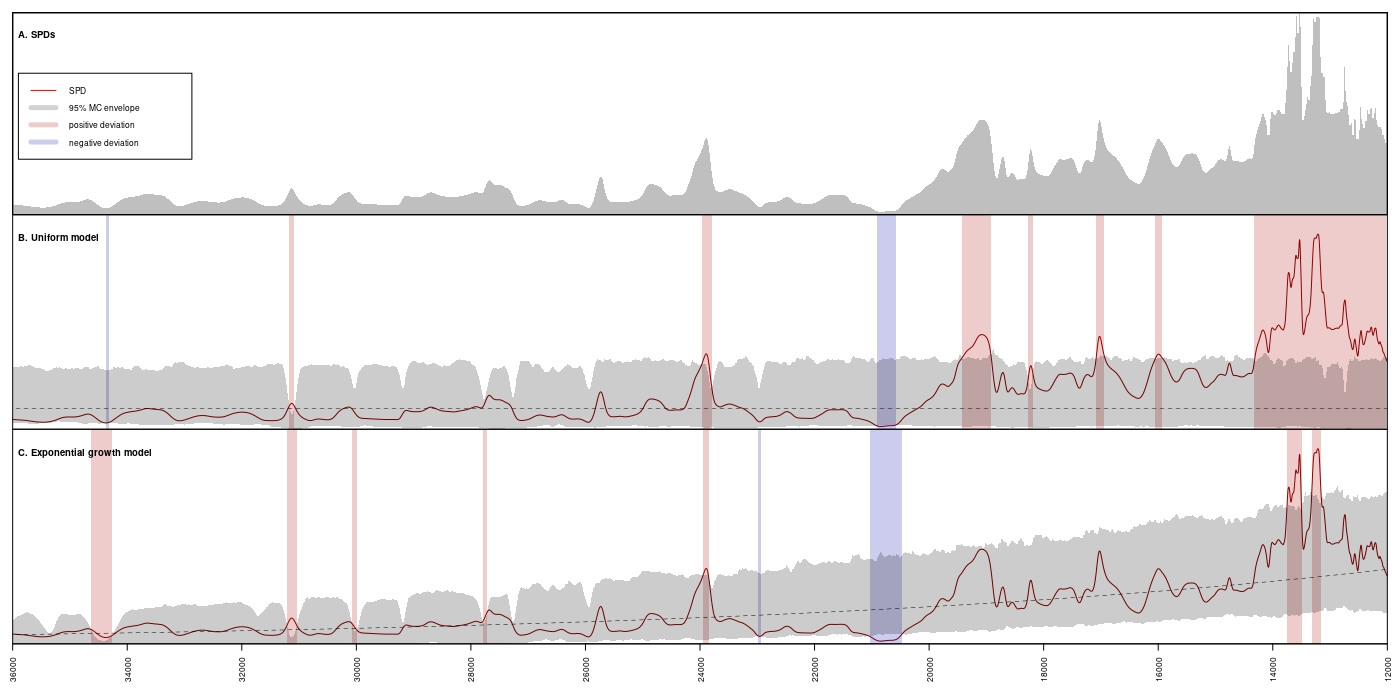 A. SPDs
SPD
95% MC envelope
positive deviation
negative deviation
B. Uniform model
C. Exponential growth model
36000
34000
32000
30000
28000
26000
24000
22000
20000
18000
16000
14000
12000